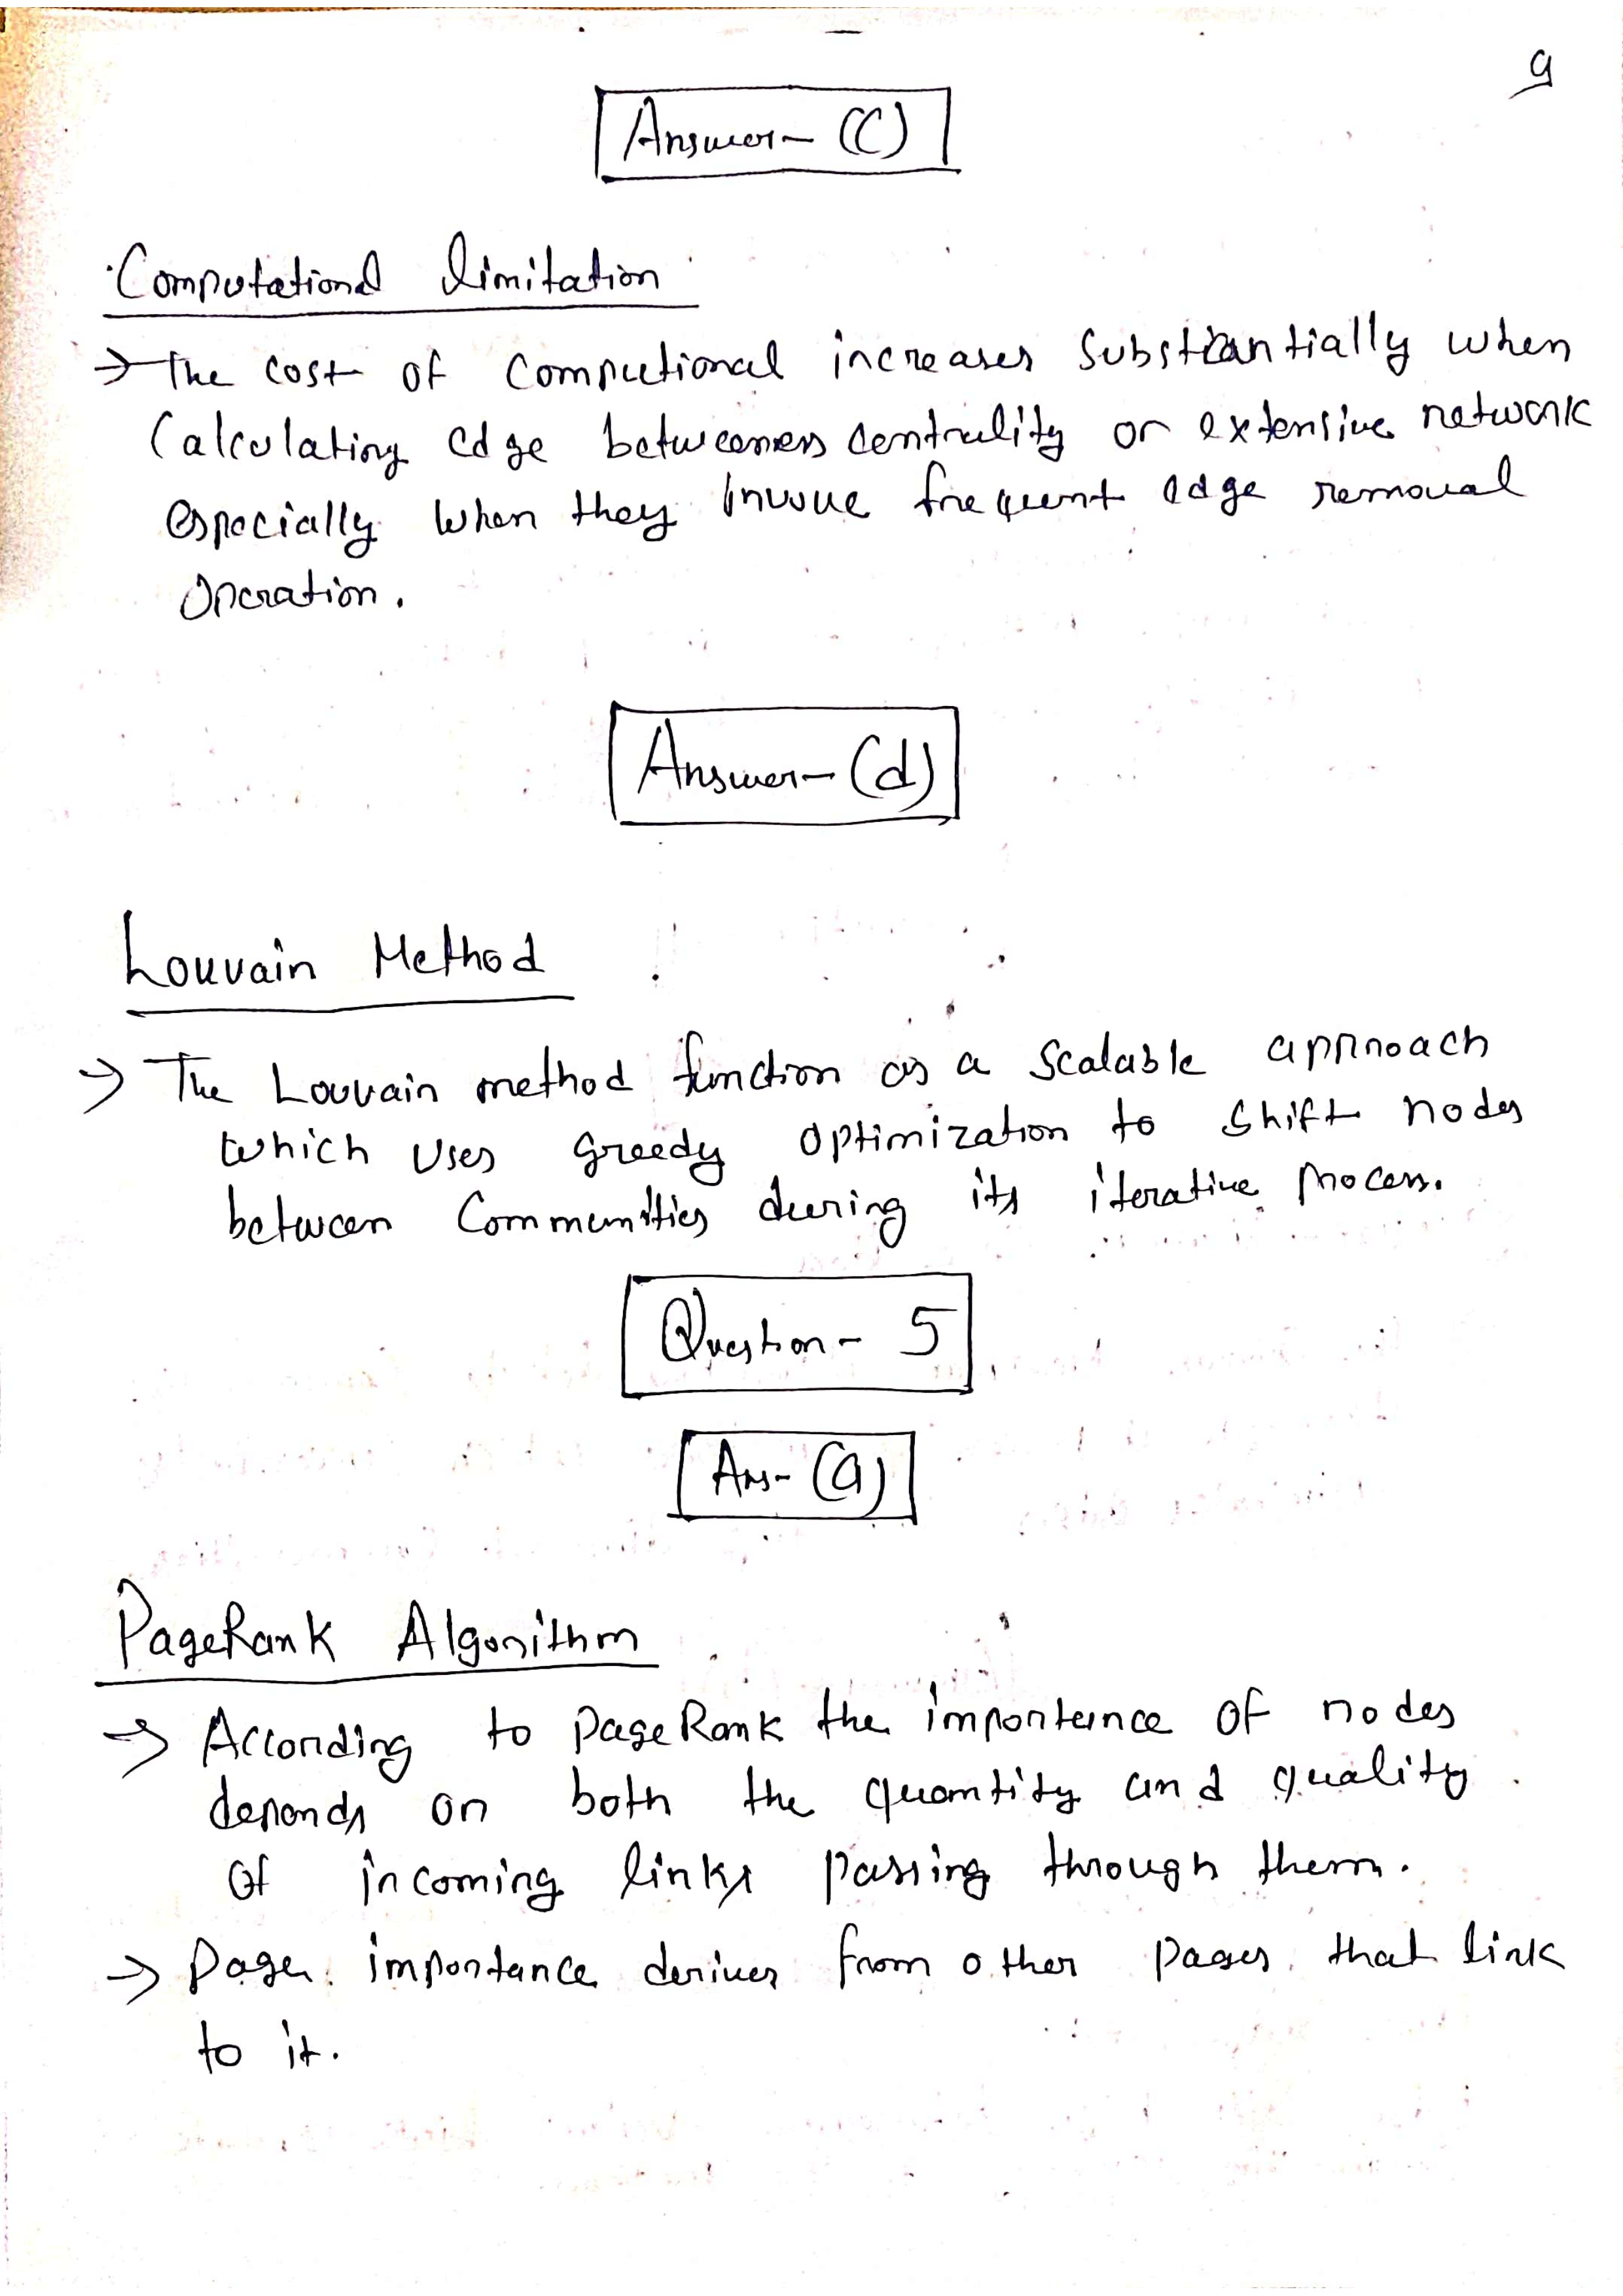 9
Answer - (C)
Computational limitation
→ The cost of computional increases substantially when
Calculating edge betweenness centrality or extensive network
especially when they invove frequent edge removal
operation.
Answer - (d)
Louvain Method
→ The Louvain method function as a scalable approach
which uses greedy optimization to shift nodes
between Communities during its iterative process.
Question - 5
Ans - (a)
PageRank Algorithm
→ According to pageRank the importance of nodes
depends on both the quantity and quality
of incoming links passing through them.
→ Page importance derives from other pages that link
to it.